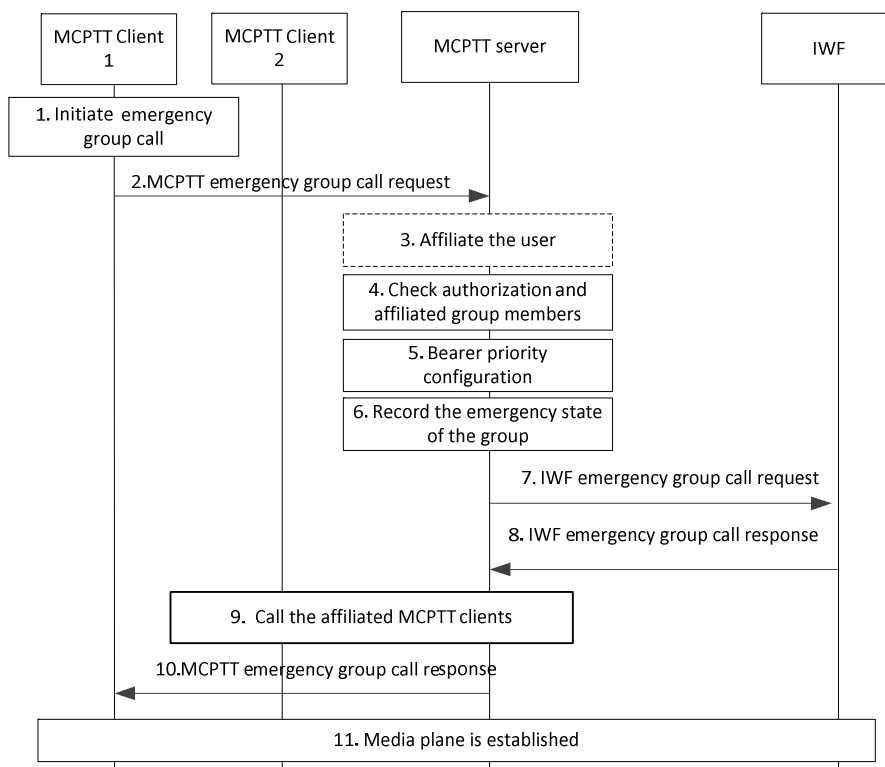 MCPTT Client
1
MCPTT Client
2
MCPTT server
IWF
1. Initiate emergency
group call
2.MCPTT emergency group call request
3. Affiliate the user
4. Check authorization and
affiliated group members
5. Bearer priority
configuration
6. Record the emergency state
of the group
7. IWF emergency group call request
8. IWF emergency group call response
9. Call the affiliated MCPTT clients
10.MCPTT emergency group call response
11. Media plane is established